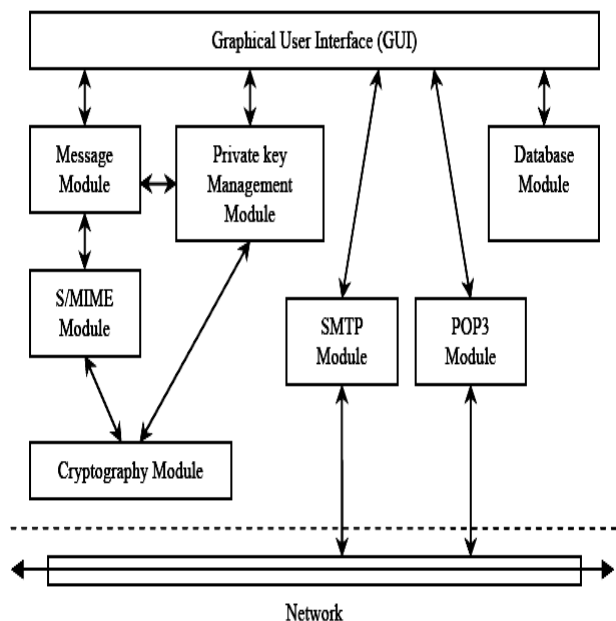 Graphical User Interface (GUI)
Message
Module
Private key
Management
Module
Database
Module
S/MIME
Module
SMTP
Module
POP3
Module
Cryptography Module
Network